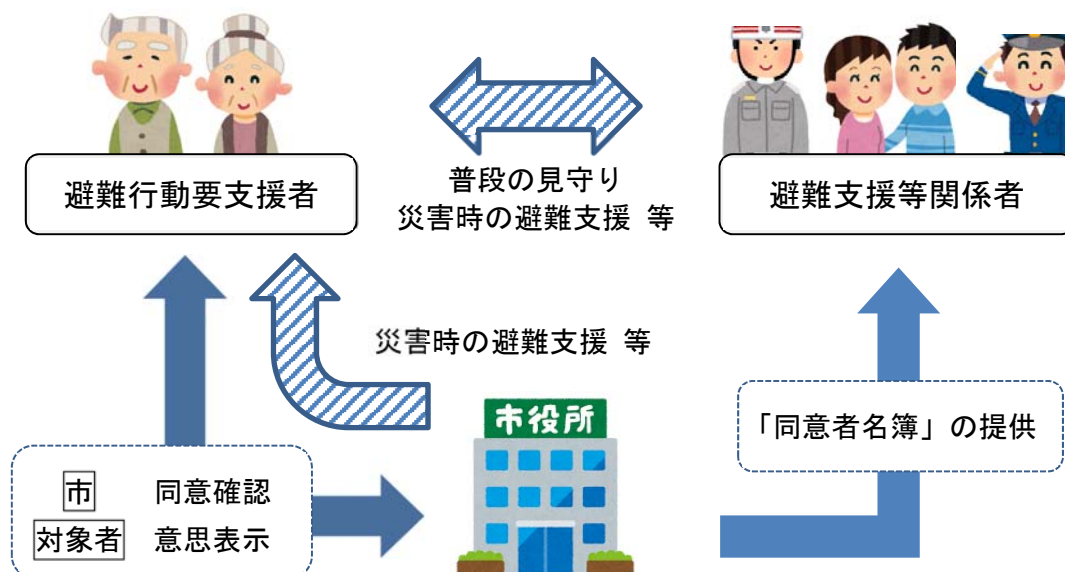 避難行動要支援者
普段の見守り
災害時の避難支援 等
避難支援等関係者
災害時の避難支援 等
市役所
「同意者名簿」の提供
市 同意確認
対象者 意思表示